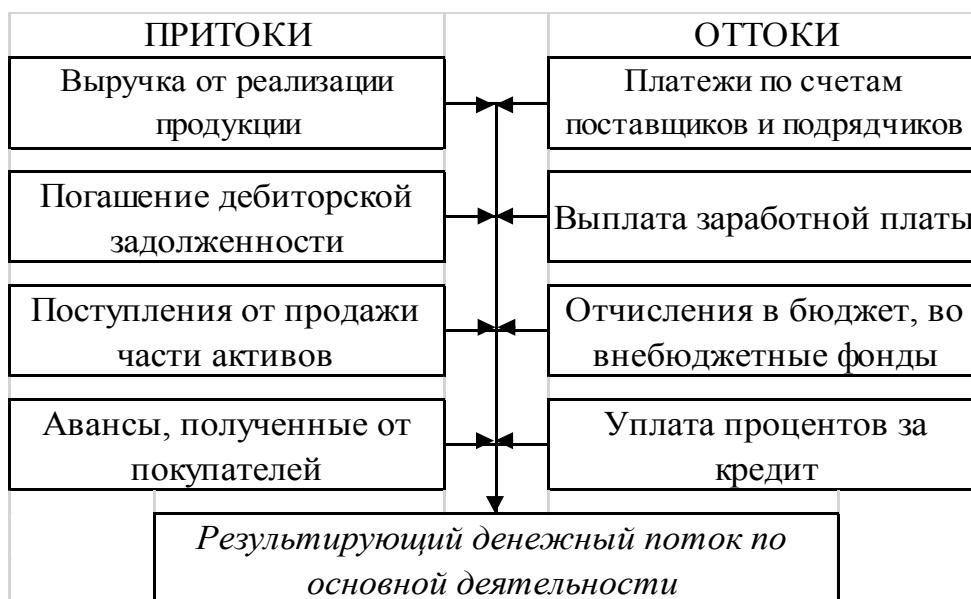 ПРИТОКИ
ОТТОКИ
Выручка от реализации
продукции
Платежи по счетам
поставщиков и подрядчиков
Погашение дебиторской
задолженности
Выплата заработной платы
Поступления от продажи
части активов
Отчисления в бюджет, во
внебюджетные фонды
Авансы, полученные от
покупателей
Уплата процентов за
кредит
Результирующий денежный поток по
основной деятельности